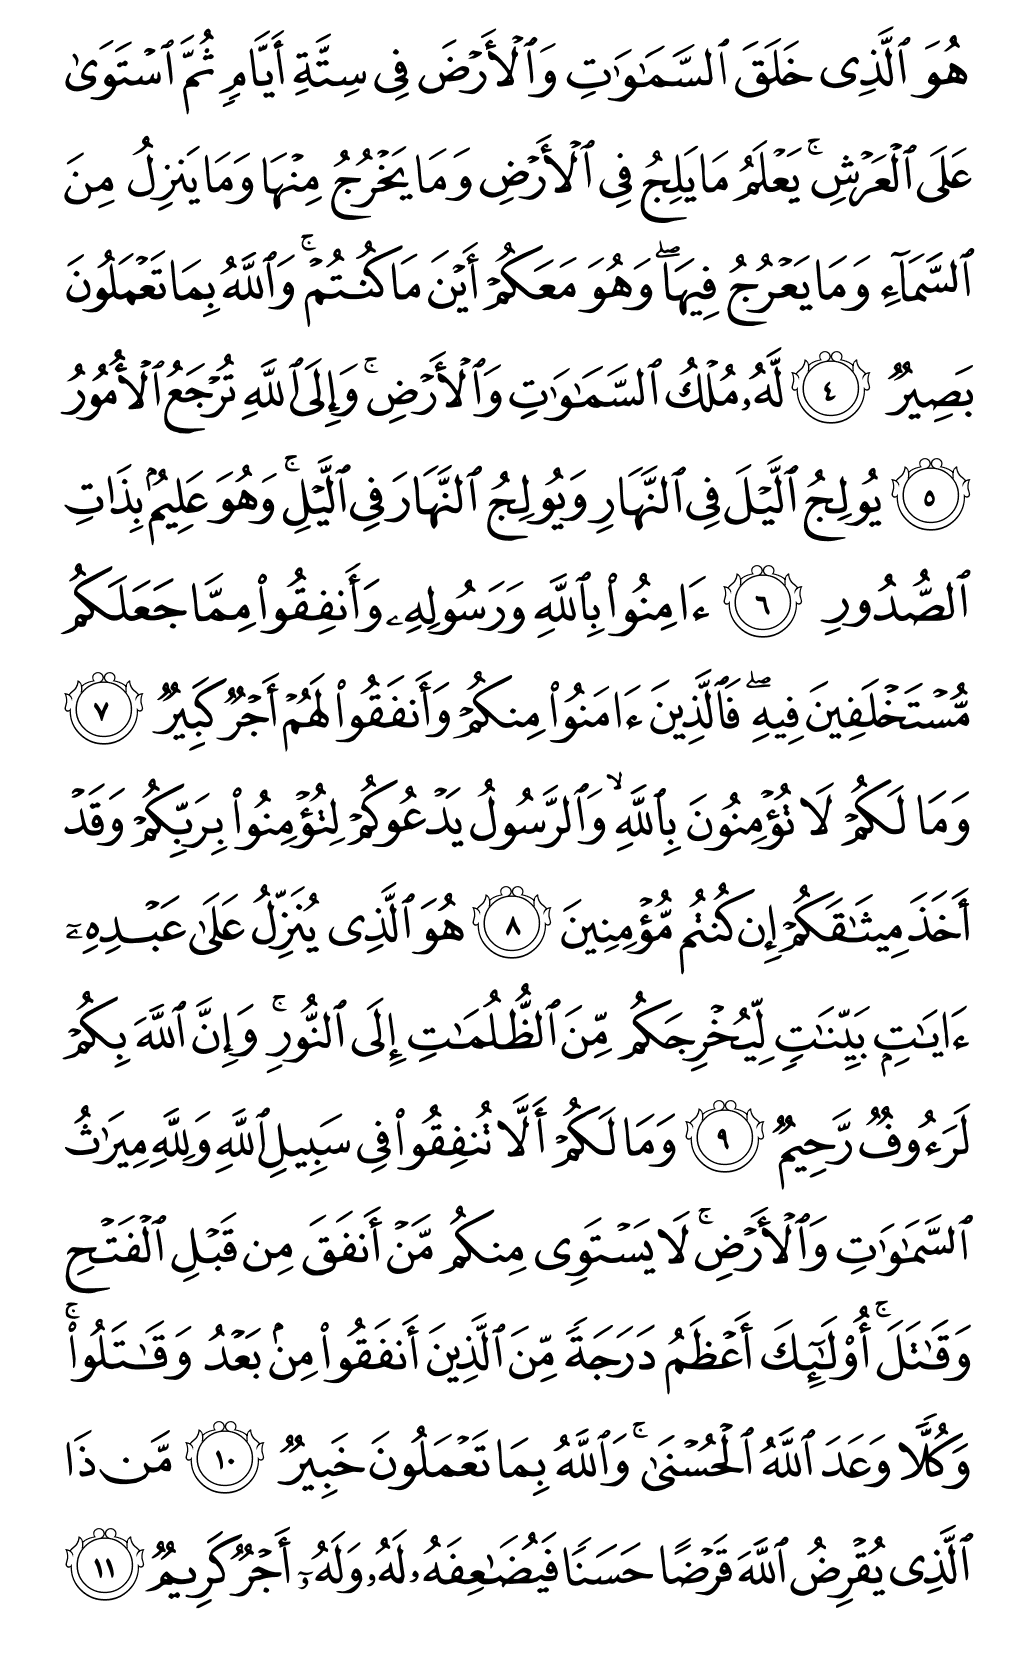 هُوَ ٱلَّذِى خَلَقَ ٱلسَّمَـٰوَٰتِ وَٱلْأَرْضَ فِى سِتَّةِ أَيَّامٍ ثُمَّ ٱسْتَوَىٰ
عَلَى ٱلْعَرْشِ ۚ يَعْلَمُ مَا يَلِجُ فِى ٱلْأَرْضِ وَمَا يَخْرُجُ مِنْهَا وَمَا يَنزِلُ مِنَ
ٱلسَّمَآءِ وَمَا يَعْرُجُ فِيهَا ۖ وَهُوَ مَعَكُمْ أَيْنَ مَا كُنتُمْ ۚ وَٱللَّهُ بِمَا تَعْمَلُونَ
بَصِيرٌ ٤ لَّهُۥ مُلْكُ ٱلسَّمَـٰوَٰتِ وَٱلْأَرْضِ ۚ وَإِلَى ٱللَّهِ تُرْجَعُ ٱلْأُمُورُ
٥ يُولِجُ ٱلَّيْلَ فِى ٱلنَّهَارِ وَيُولِجُ ٱلنَّهَارَ فِى ٱلَّيْلِ ۚ وَهُوَ عَلِيمٌۢ بِذَاتِ
ٱلصُّدُورِ ٦ ءَامِنُوا۟ بِٱللَّهِ وَرَسُولِهِۦ وَأَنفِقُوا۟ مِمَّا جَعَلَكُم
مُّسْتَخْلَفِينَ فِيهِ ۖ فَٱلَّذِينَ ءَامَنُوا۟ مِنكُمْ وَأَنفَقُوا۟ لَهُمْ أَجْرٌ كَبِيرٌ ٧
وَمَا لَكُمْ لَا تُؤْمِنُونَ بِٱللَّهِ ۙ وَٱلرَّسُولُ يَدْعُوكُمْ لِتُؤْمِنُوا۟ بِرَبِّكُمْ وَقَدْ
أَخَذَ مِيثَـٰقَكُمْ إِن كُنتُم مُّؤْمِنِينَ ٨ هُوَ ٱلَّذِى يُنَزِّلُ عَلَىٰ عَبْدِهِۦٓ
ءَايَـٰتٍۭ بَيِّنَـٰتٍ لِّيُخْرِجَكُم مِّنَ ٱلظُّلُمَـٰتِ إِلَى ٱلنُّورِ ۚ وَإِنَّ ٱللَّهَ بِكُمْ
لَرَءُوفٌ رَّحِيمٌ ٩ وَمَا لَكُمْ أَلَّا تُنفِقُوا۟ فِى سَبِيلِ ٱللَّهِ وَلِلَّهِ مِيرَٰثُ
ٱلسَّمَـٰوَٰتِ وَٱلْأَرْضِ ۚ لَا يَسْتَوِى مِنكُم مَّنْ أَنفَقَ مِن قَبْلِ ٱلْفَتْحِ
وَقَـٰتَلَ ۚ أُو۟لَـٰٓئِكَ أَعْظَمُ دَرَجَةً مِّنَ ٱلَّذِينَ أَنفَقُوا۟ مِنۢ بَعْدُ وَقَـٰتَلُوا۟ ۚ
وَكُلًّا وَعَدَ ٱللَّهُ ٱلْحُسْنَىٰ ۚ وَٱللَّهُ بِمَا تَعْمَلُونَ خَبِيرٌ ١٠ مَّن ذَا
ٱلَّذِى يُقْرِضُ ٱللَّهَ قَرْضًا حَسَنًا فَيُضَـٰعِفَهُۥ لَهُۥ وَلَهُۥٓ أَجْرٌ كَرِيمٌ ١١